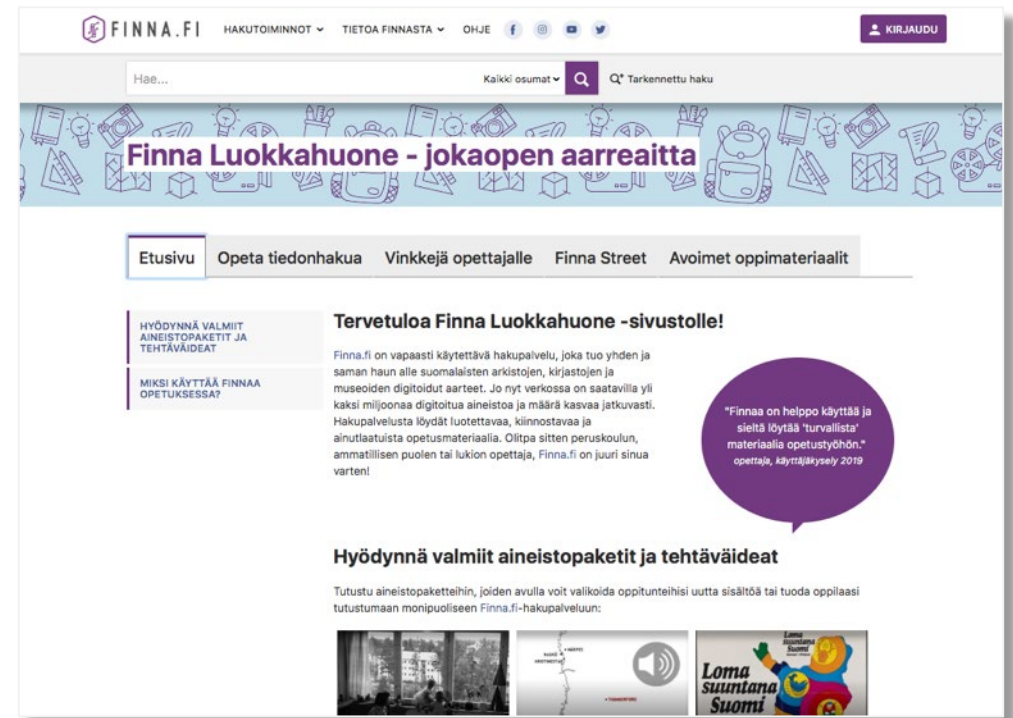 FINNA.FI HAKUTOIMINNOT TIETOA FINNASTA OHJE KIRJAUDU
Hae... Kaikki osumat Tarkennettu haku
Finna Luokkahuone - jokaopen aarreaitta
Etusivu Opeta tiedonhakua Vinkkejä opettajalle Finna Street Avoimet oppimateriaalit
HYÖDYNNÄ VALMIIT
AINEISTOPAKETIT JA
TEHTÄVÄIDEAT
MIKSI KÄYTTÄÄ FINNAA
OPETUKSESSA?
Tervetuloa Finna Luokkahuone -sivustolle!
Finna.fi on vapaasti käytettävä hakupalvelu, joka tuo yhden ja
saman haun alle suomalaisten arkistojen, kirjastojen ja
museoiden digitoidut aarteet. Jo nyt verkossa on saatavilla yli
kaksi miljoonaa digitoitua aineistoa ja määrä kasvaa jatkuvasti.
Hakupalvelusta löydät luotettavaa, kiinnostavaa ja
ainutlaatuista opetusmateriaalia. Olitpa sitten peruskoulun,
ammatillisen puolen tai lukion opettaja, Finna.fi on juuri sinua
varten!
"Finnaa on helppo käyttää ja
sieltä löytää 'turvallista'
materiaalia opetustyöhön."
opettaja, käyttäjäkysely 2019
Hyödynnä valmiit aineistopaketit ja tehtäväideat
Tutustu aineistopaketteihin, joiden avulla voit valikoida oppitunteihisi uutta sisältöä tai tuoda oppilaasi
tutustumaan monipuoliseen Finna.fi-hakupalveluun:
Loma
suuntana
Suomi
Loma
suuntana
Suomi